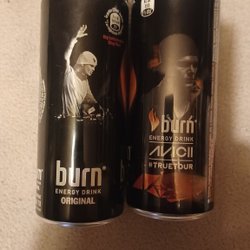 burn
ENERGY DRINK
ORIGINAL
burn
ENERGY DRINK
AVICII
#TRUETOUR